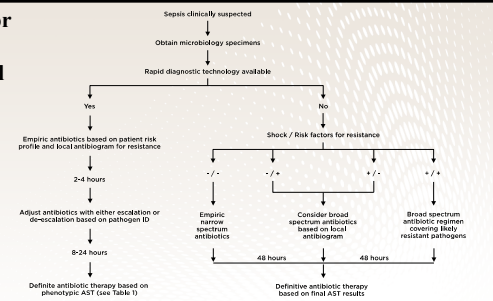 or
d
Sepsis clinically suspected
Obtain microbiology specimens
Rapid diagnostic technology available
Yes
No
Empiric antibiotics based on patient risk
profile and local antibiogram for resistance
2-4 hours
Adjust antibiotics with either escalation or
de-escalation based on pathogen ID
8-24 hours
Definite antibiotic therapy based on
phenotypic AST (see Table 1)
Shock / Risk factors for resistance
- / -
- / +
+ / -
+ / +
Empiric
narrow
spectrum
antibiotics
Consider broad
spectrum antibiotics
based on local
antibiogram
Broad spectrum
antibiotic regimen
covering likely
resistant pathogens
48 hours
48 hours
Definitive antibiotic therapy
based on final AST results